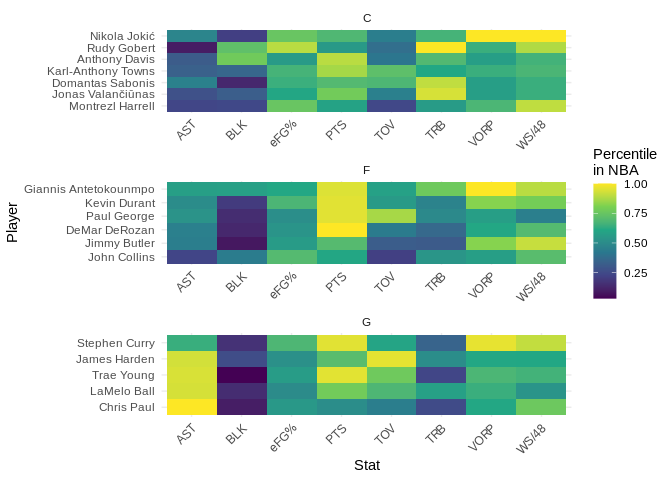 C
Nikola Jokić
Rudy Gobert
Anthony Davis
Karl-Anthony Towns
Domantas Sabonis
Jonas Valančiūnas
Montrezl Harrell
AST BLK eFG% PTS TOV TRB VORP WS/48
F
Giannis Antetokounmpo
Kevin Durant
Paul George
DeMar DeRozan
Jimmy Butler
John Collins
AST BLK eFG% PTS TOV TRB VORP WS/48
G
Stephen Curry
James Harden
Trae Young
LaMelo Ball
Chris Paul
AST BLK eFG% PTS TOV TRB VORP WS/48
Stat
Player
Percentile
in NBA
1.00
0.75
0.50
0.25